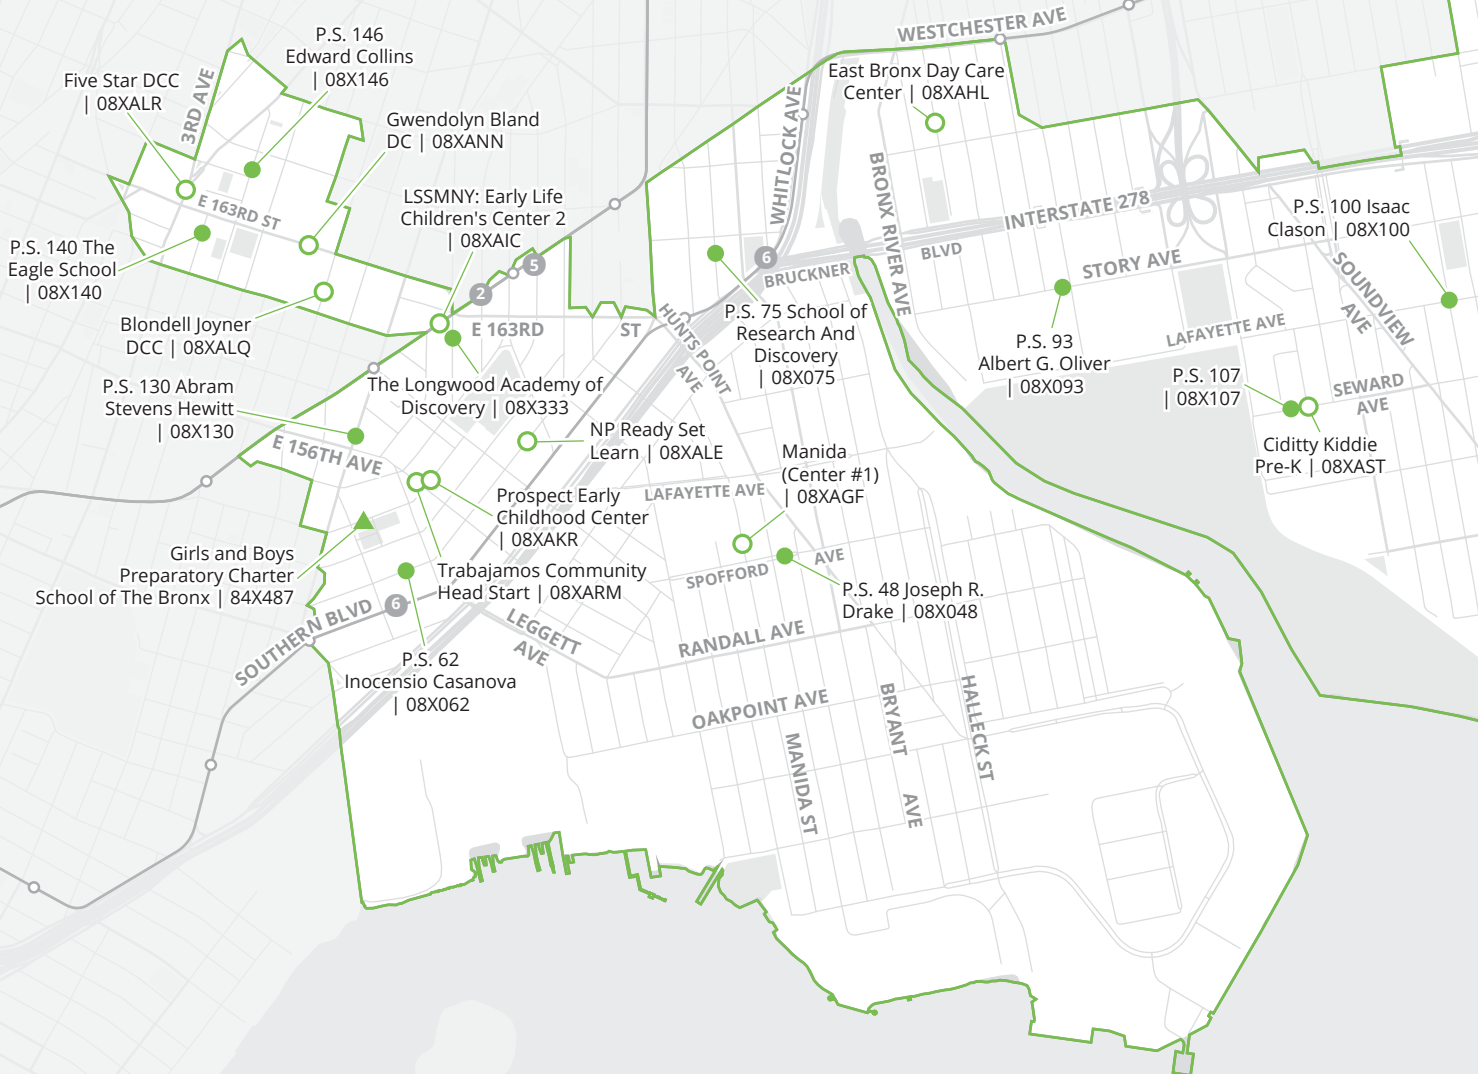 P.S. 146
Edward Collins
| 08X146
Five Star DCC
| 08XALR
3RD AVE
Gwendolyn Bland
DC | 08XANN
LSSMNY: Early Life
Children's Center 2
| 08XAIC
E 163RD ST
P.S. 140 The
Eagle School
| 08X140
Blondell Joyner
DCC | 08XALQ
5
2
E 163RD
ST
WESTCHESTER AVE
East Bronx Day Care
Center | 08XAHL
WHITLOCK AVE
BRONX RIVER AVE
6
BRUCKNER
BLVD
INTERSTATE 278
STORY AVE
P.S. 100 Isaac
Clason | 08X100
SOUNDVIEW
AVE
P.S. 75 School of
Research And
Discovery
| 08X075
HUNTS POINT
AVE
P.S. 93
Albert G. Oliver
| 08X093
LAFAYETTE AVE
P.S. 107
| 08X107
SEWARD
AVE
Ciditty Kiddie
Pre-K | 08XAST
P.S. 130 Abram
Stevens Hewitt
| 08X130
The Longwood Academy of
Discovery | 08X333
E 156TH AVE
NP Ready Set
Learn | 08XALE
Manida
(Center #1)
| 08XAGF
LAFAYETTE AVE
Prospect Early
Childhood Center
| 08XAKR
Girls and Boys
Preparatory Charter
School of The Bronx | 84X487
Trabajamos Community
Head Start | 08XARM
SPOFFORD
AVE
P.S. 48 Joseph R.
Drake | 08X048
6
SOUTHERN BLVD
LEGGETT
AVE
RANDALL AVE
P.S. 62
Inocensio Casanova
| 08X062
OAKPOINT AVE
MANIDA ST
BRYANT
AVE
HALLECK ST